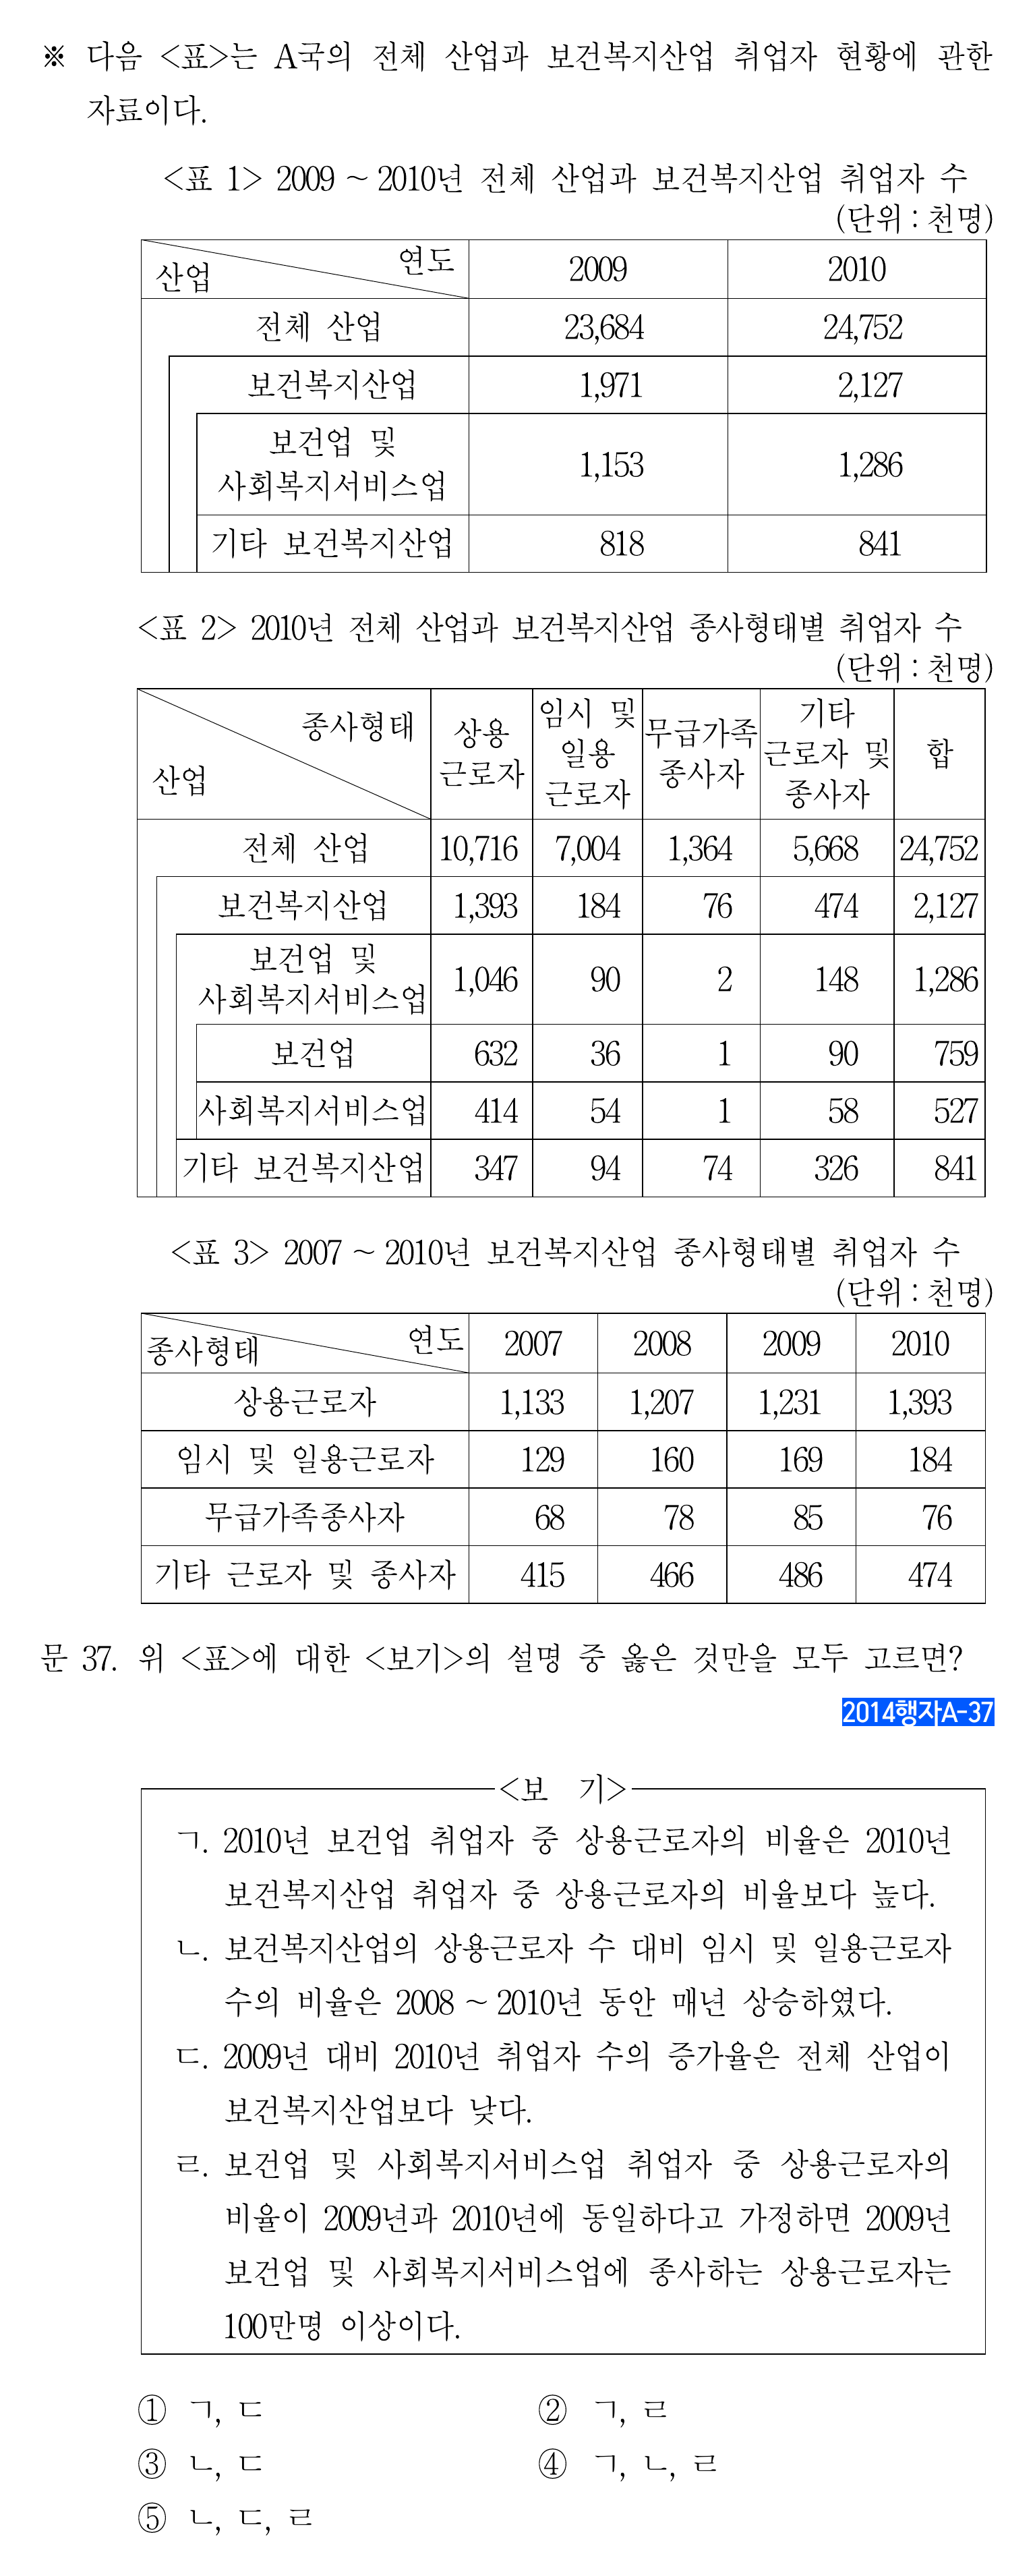 ※ 다음 <표>는 A국의 전체 산업과 보건복지산업 취업자 현황에 관한
자료이다.
<표 1> 2009 ~ 2010년 전체 산업과 보건복지산업 취업자 수
(단위 : 천명)
산업 연도 2009 2010
전체 산업 23,684 24,752
보건복지산업 1,971 2,127
보건업 및
사회복지서비스업 1,153 1,286
기타 보건복지산업 818 841
<표 2> 2010년 전체 산업과 보건복지산업 종사형태별 취업자 수
(단위 : 천명)
산업 종사형태 상용 근로자 임시 및 일용 근로자 무급가족 종사자 기타 근로자 및 종사자 합
전체 산업 10,716 7,004 1,364 5,668 24,752
보건복지산업 1,393 184 76 474 2,127
보건업 및
사회복지서비스업 1,046 90 2 148 1,286
보건업 632 36 1 90 759
사회복지서비스업 414 54 1 58 527
기타 보건복지산업 347 94 74 326 841
<표 3> 2007 ~ 2010년 보건복지산업 종사형태별 취업자 수
(단위 : 천명)
종사형태 연도 2007 2008 2009 2010
상용근로자 1,133 1,207 1,231 1,393
임시 및 일용근로자 129 160 169 184
무급가족종사자 68 78 85 76
기타 근로자 및 종사자 415 466 486 474
문 37. 위 <표>에 대한 <보기>의 설명 중 옳은 것만을 모두 고르면?
2014행자A-37
<보 기>
ㄱ. 2010년 보건업 취업자 중 상용근로자의 비율은 2010년
보건복지산업 취업자 중 상용근로자의 비율보다 높다.
ㄴ. 보건복지산업의 상용근로자 수 대비 임시 및 일용근로자
수의 비율은 2008 ~ 2010년 동안 매년 상승하였다.
ㄷ. 2009년 대비 2010년 취업자 수의 증가율은 전체 산업이
보건복지산업보다 낮다.
ㄹ. 보건업 및 사회복지서비스업 취업자 중 상용근로자의
비율이 2009년과 2010년에 동일하다고 가정하면 2009년
보건업 및 사회복지서비스업에 종사하는 상용근로자는
100만명 이상이다.
① ㄱ, ㄷ ② ㄱ, ㄹ
③ ㄴ, ㄷ ④ ㄱ, ㄴ, ㄹ
⑤ ㄴ, ㄷ, ㄹ